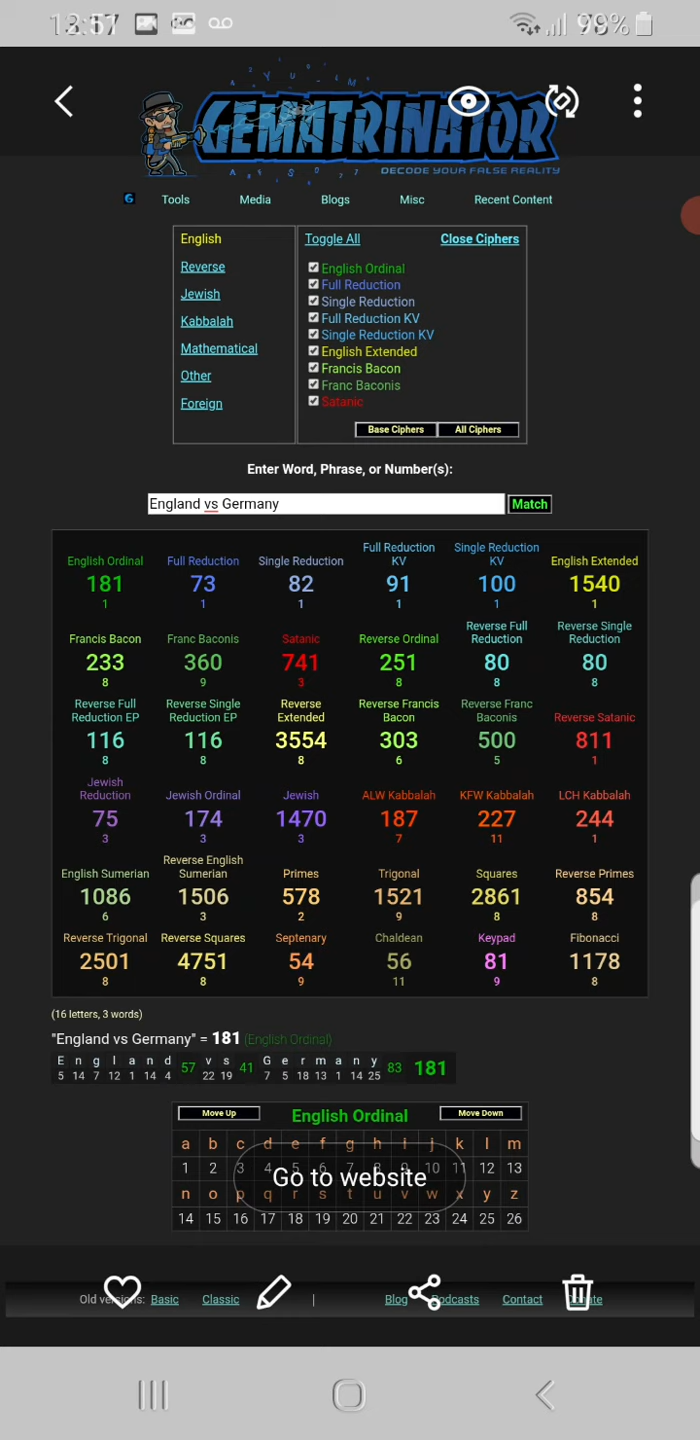 13:57 98%
GEMATRINATOR
DECODE YOUR FALSE REALITY
Tools Media Blogs Misc Recent Content
English
Reverse
Jewish
Kabbalah
Mathematical
Other
Foreign
Toggle All Close Ciphers
English Ordinal
Full Reduction
Single Reduction
Full Reduction KV
Single Reduction KV
English Extended
Francis Bacon
Franc Baconis
Satanic
Base Ciphers All Ciphers
Enter Word, Phrase, or Number(s):
England vs Germany Match
English Ordinal Full Reduction Single Reduction Full Reduction KV Single Reduction KV English Extended
181 73 82 91 100 1540
1 1 1 1 1 1
Francis Bacon Franc Baconis Satanic Reverse Ordinal Reverse Full Reduction Reverse Single Reduction
233 360 741 251 80 80
8 9 3 8 8 8
Reverse Full Reduction EP Reverse Single Reduction EP Reverse Extended Reverse Francis Bacon Reverse Franc Baconis Reverse Satanic
116 116 3554 303 500 811
8 8 8 6 5 1
Jewish Reduction Jewish Ordinal Jewish ALW Kabbalah KFW Kabbalah LCH Kabbalah
75 174 1470 187 227 244
3 3 3 7 11 1
English Sumerian Reverse English Sumerian Primes Trigonal Squares Reverse Primes
1086 1506 578 1521 2861 854
6 3 2 9 8 8
Reverse Trigonal Reverse Squares Septenary Chaldean Keypad Fibonacci
2501 4751 54 56 81 1178
8 8 9 11 9 8
(16 letters, 3 words)
"England vs Germany" = 181 (English Ordinal)
E n g l a n d 57 v s 41 G e r m a n y 83 181
5 14 7 12 1 14 4 22 19 7 5 18 13 1 14 25
Move Up English Ordinal Move Down
a b c d e f g h i j k l m
1 2 3 4 5 6 7 8 9 10 11 12 13
Go to website
n o p q r s t u v w x y z
14 15 16 17 18 19 20 21 22 23 24 25 26
Old versions: Basic Classic | Blog Podcasts Contact Donate